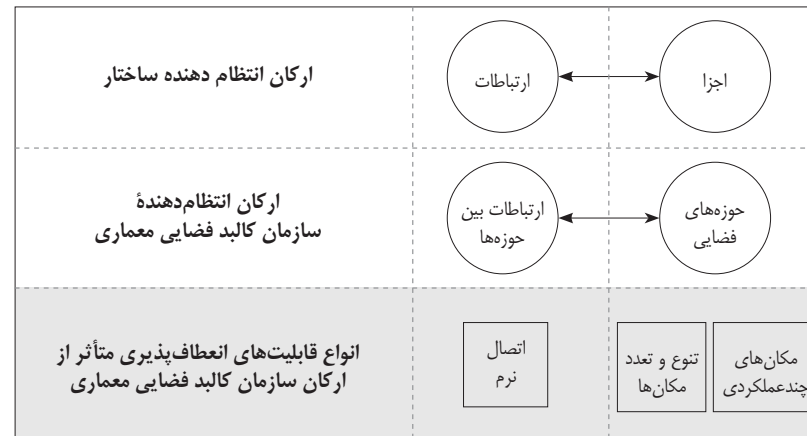 اجزا
ارتباطات
ارکان انتظام دهنده ساختار
حوزه‌های
فضایی
ارتباطات بین
حوزه‌ها
ارکان انتظام‌دهندهٔ
سازمان کالبد فضایی معماری
مکان‌های
چندعملکردی
تنوع و تعدد
مکان‌ها
اتصال
نرم
انواع قابلیت‌های انعطاف‌پذیری متأثر از
ارکان سازمان کالبد فضایی معماری